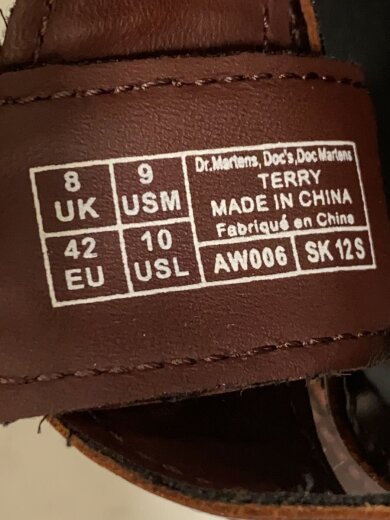 8
UK
9
USM
42
EU
10
USL
Dr.Martens, Doc's, Doc Martens
TERRY
MADE IN CHINA
Fabriqué en Chine
AW006
SK 12 S